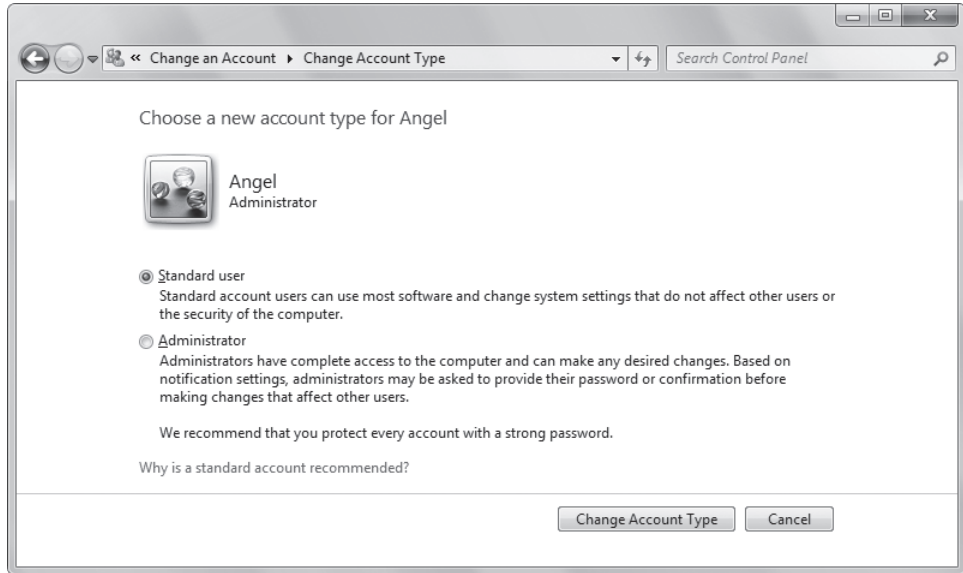 « Change an Account ▸ Change Account Type
Search Control Panel
Choose a new account type for Angel
Angel
Administrator
Standard user
Standard account users can use most software and change system settings that do not affect other users or
the security of the computer.
Administrator
Administrators have complete access to the computer and can make any desired changes. Based on
notification settings, administrators may be asked to provide their password or confirmation before
making changes that affect other users.
We recommend that you protect every account with a strong password.
Why is a standard account recommended?
Change Account Type
Cancel